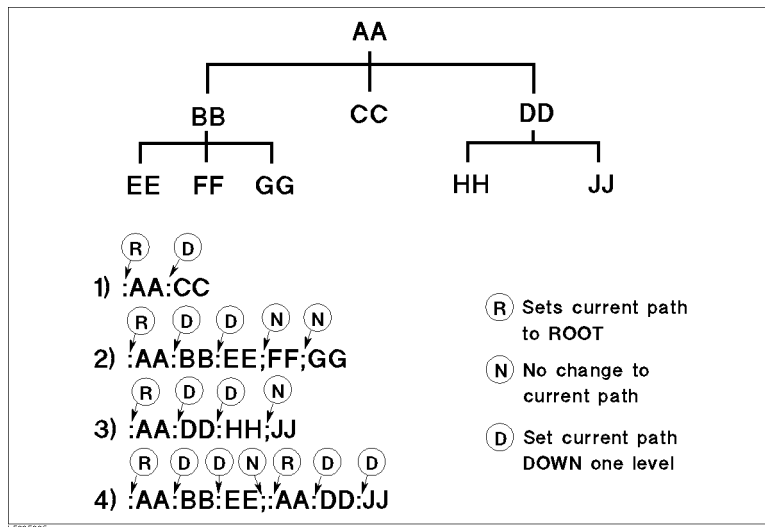 AA
BB CC DD
EE FF GG HH JJ
R D
1) :AA:CC
R D D N N
2) :AA:BB:EE;FF;GG
R D D N
3) :AA:DD:HH;JJ
R D D N R D D
4) :AA:BB:EE;:AA:DD:JJ
R Sets current path
to ROOT
N No change to
current path
D Set current path
DOWN one level